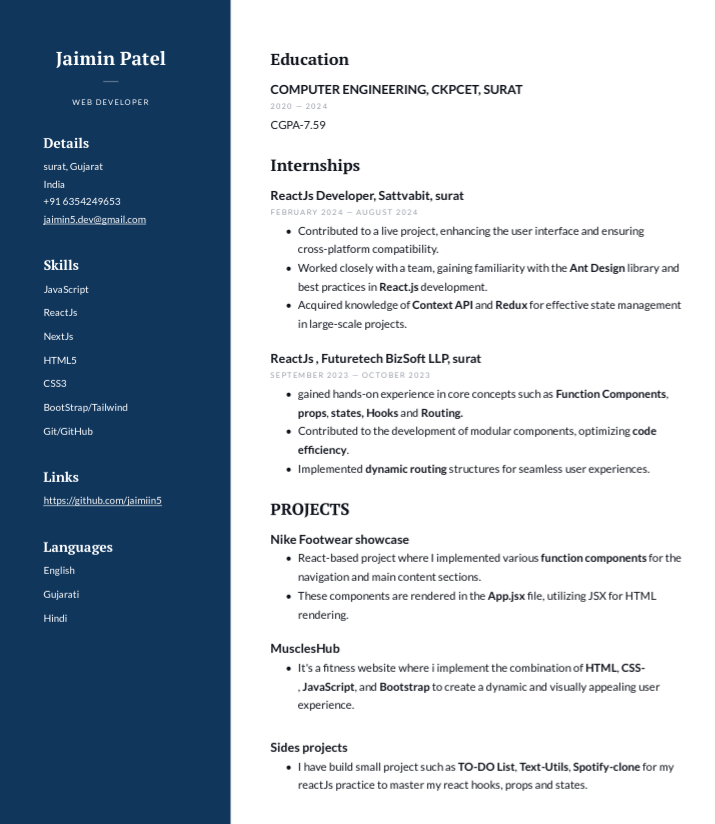 Jaimin Patel
WEB DEVELOPER
Details
surat, Gujarat
India
+91 6354249653
jaimin5.dev@gmail.com
Skills
JavaScript
ReactJs
NextJs
HTML5
CSS3
BootStrap/Tailwind
Git/GitHub
Links
https://github.com/jaimiin5
Languages
English
Gujarati
Hindi
Education
COMPUTER ENGINEERING, CKPCET, SURAT
2020 — 2024
CGPA-7.59
Internships
ReactJs Developer, Sattvabit, surat
FEBRUARY 2024 — AUGUST 2024
• Contributed to a live project, enhancing the user interface and ensuring
cross-platform compatibility.
• Worked closely with a team, gaining familiarity with the Ant Design library and
best practices in React.js development.
• Acquired knowledge of Context API and Redux for effective state management
in large-scale projects.
ReactJs , Futuretech BizSoft LLP, surat
SEPTEMBER 2023 — OCTOBER 2023
• gained hands-on experience in core concepts such as Function Components,
props, states, Hooks and Routing.
• Contributed to the development of modular components, optimizing code
efficiency.
• Implemented dynamic routing structures for seamless user experiences.
PROJECTS
Nike Footwear showcase
• React-based project where I implemented various function components for the
navigation and main content sections.
• These components are rendered in the App.jsx file, utilizing JSX for HTML
rendering.
MusclesHub
• It's a fitness website where i implement the combination of HTML, CSS-
, JavaScript, and Bootstrap to create a dynamic and visually appealing user
experience.
Sides projects
• I have build small project such as TO-DO List, Text-Utils, Spotify-clone for my
reactJs practice to master my react hooks, props and states.